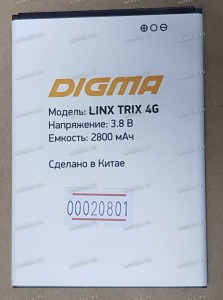 DIGMA
Модель: LINX TRIX 4G
Напряжение: 3.8 В
Емкость: 2800 мАч
Сделано в Китае
00020801